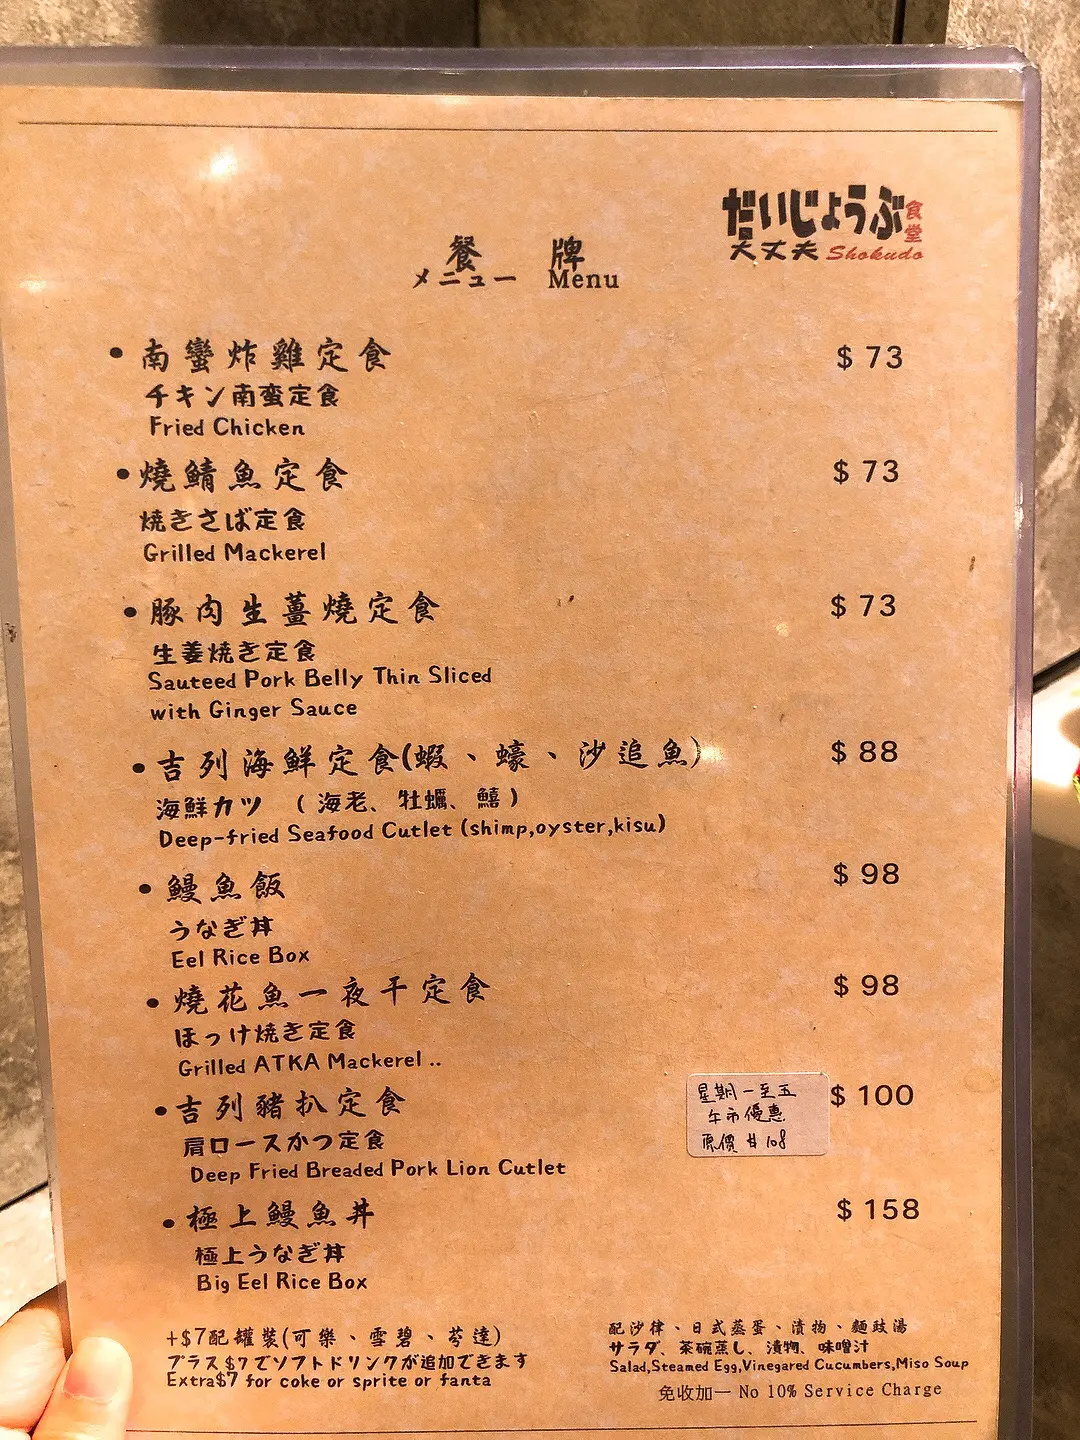 だいじょうぶ食堂
大丈夫 Shokudo
餐 牌
メニュー Menu
• 南蠻炸雞定食 $ 73
チキン南蛮定食
Fried Chicken
• 燒鯖魚定食 $ 73
焼きさば定食
Grilled Mackerel
• 豚肉生薑燒定食 $ 73
生姜焼き定食
Sauteed Pork Belly Thin Sliced
with Ginger Sauce
• 吉列海鮮定食(蝦、蠔、沙追魚) $ 88
海鮮カツ ( 海老、牡蠣、鱚 )
Deep-fried Seafood Cutlet (shimp,oyster,kisu)
• 鰻魚飯 $ 98
うなぎ丼
Eel Rice Box
• 燒花魚一夜干定食 $ 98
ほっけ焼き定食
Grilled ATKA Mackerel ..
• 吉列豬扒定食 $ 100
星期一至五
午市優惠
原價 $ 108
肩ロースかつ定食
Deep Fried Breaded Pork Lion Cutlet
• 極上鰻魚丼 $ 158
極上うなぎ丼
Big Eel Rice Box
+$7配罐裝(可樂、雪碧、芬達)
プラス$7でソフトドリンクが追加できます
Extra$7 for coke or sprite or fanta
配沙律、日式蒸蛋、漬物、麵豉湯
サラダ、茶碗蒸し、漬物、味噌汁
Salad,Steamed Egg,Vinegared Cucumbers,Miso Soup
免收加一 No 10% Service Charge